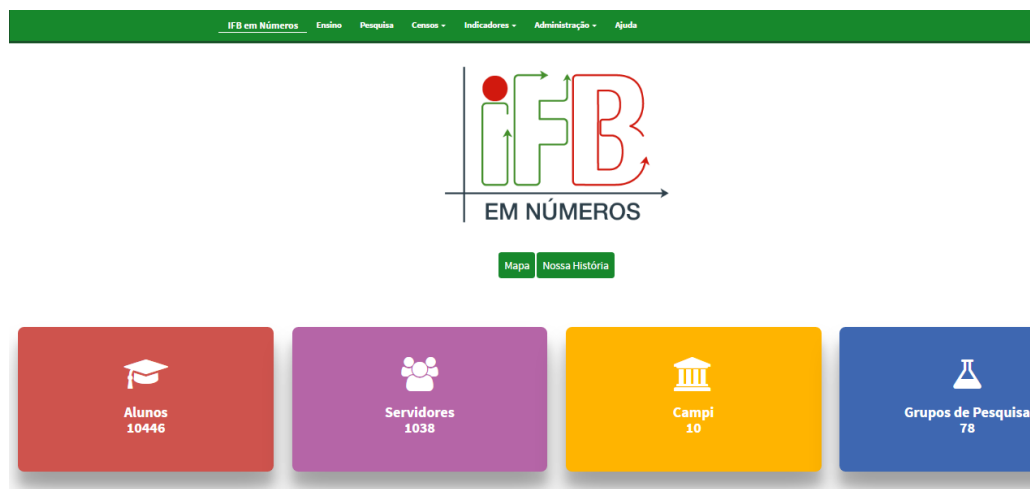 IFB em Números Ensino Pesquisa Censos Indicadores Administração Ajuda
iFB
EM NÚMEROS
Mapa Nossa História
Alunos
10446
Servidores
1038
Campi
10
Grupos de Pesquisa
78